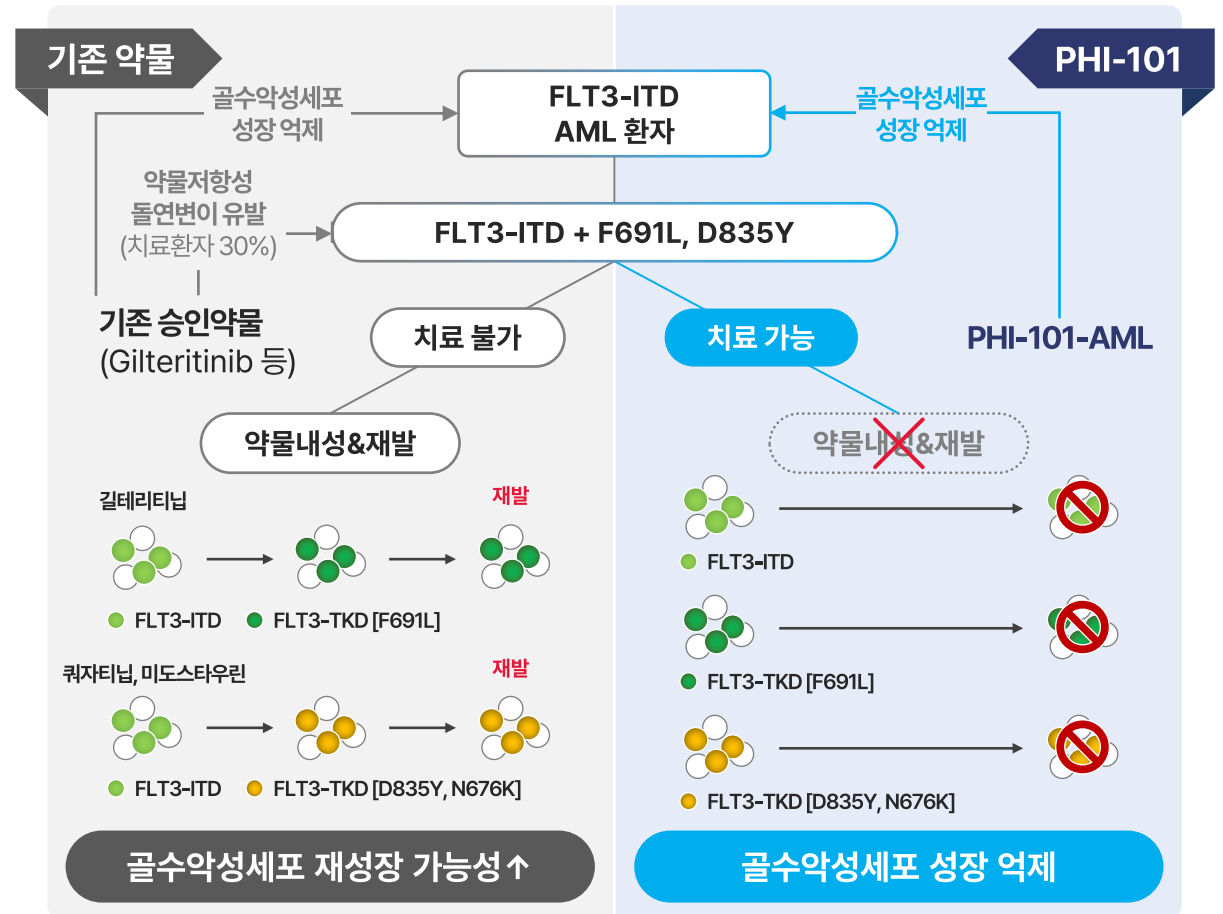 기존 약물
PHI-101
골수악성세포
성장 억제
FLT3-ITD
AML 환자
골수악성세포
성장 억제
약물저항성
돌연변이 유발
(치료환자 30%)
FLT3-ITD + F691L, D835Y
기존 승인약물
(Gilteritinib 등)
치료 불가
치료 가능
PHI-101-AML
약물내성&재발
약물내성&재발
길테리티닙
재발
FLT3-ITD
FLT3-TKD [F691L]
쿼자티닙, 미도스타우린
재발
FLT3-ITD
FLT3-TKD [D835Y, N676K]
FLT3-ITD
FLT3-TKD [F691L]
FLT3-TKD [D835Y, N676K]
골수악성세포 재성장 가능성↑
골수악성세포 성장 억제